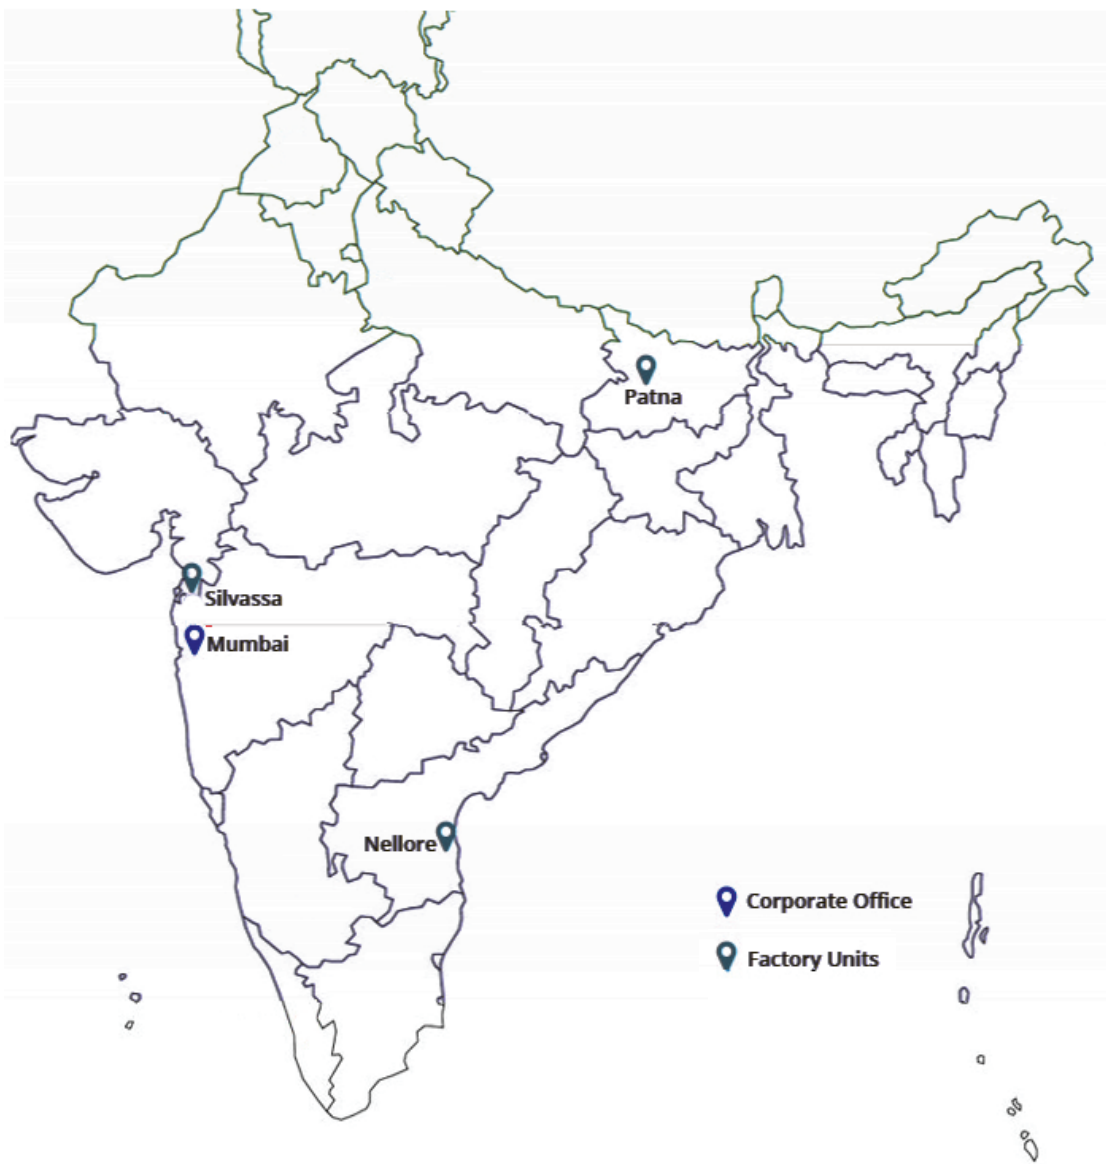 Patna
Silvassa
Mumbai
Nellore
Corporate Office
Factory Units